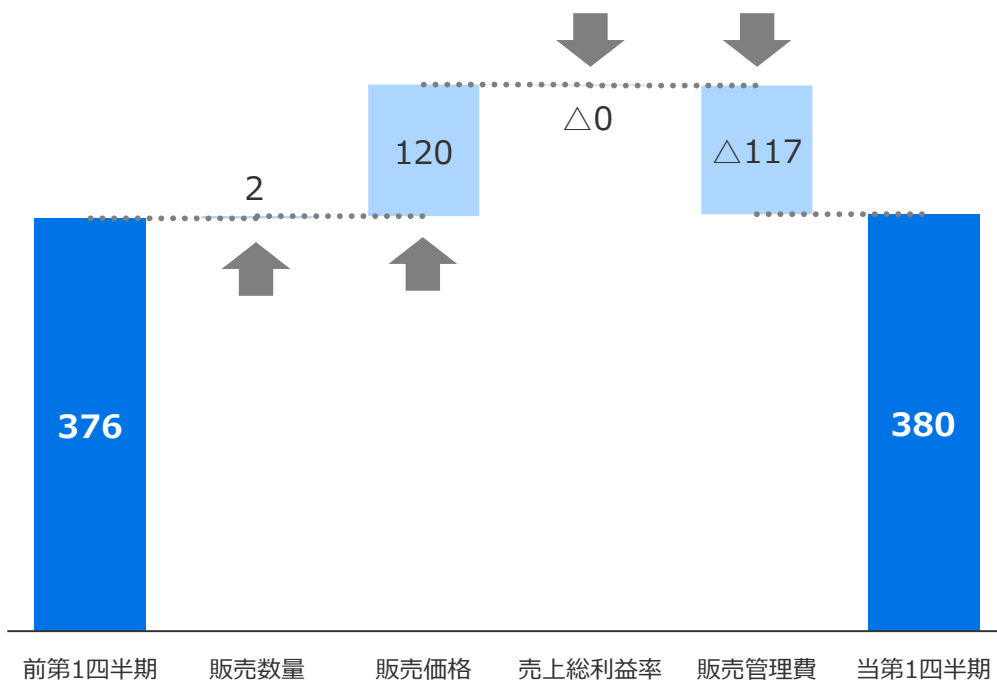 2
120
△0
△117
376
380
前第1四半期
販売数量
販売価格
売上総利益率
販売管理費
当第1四半期